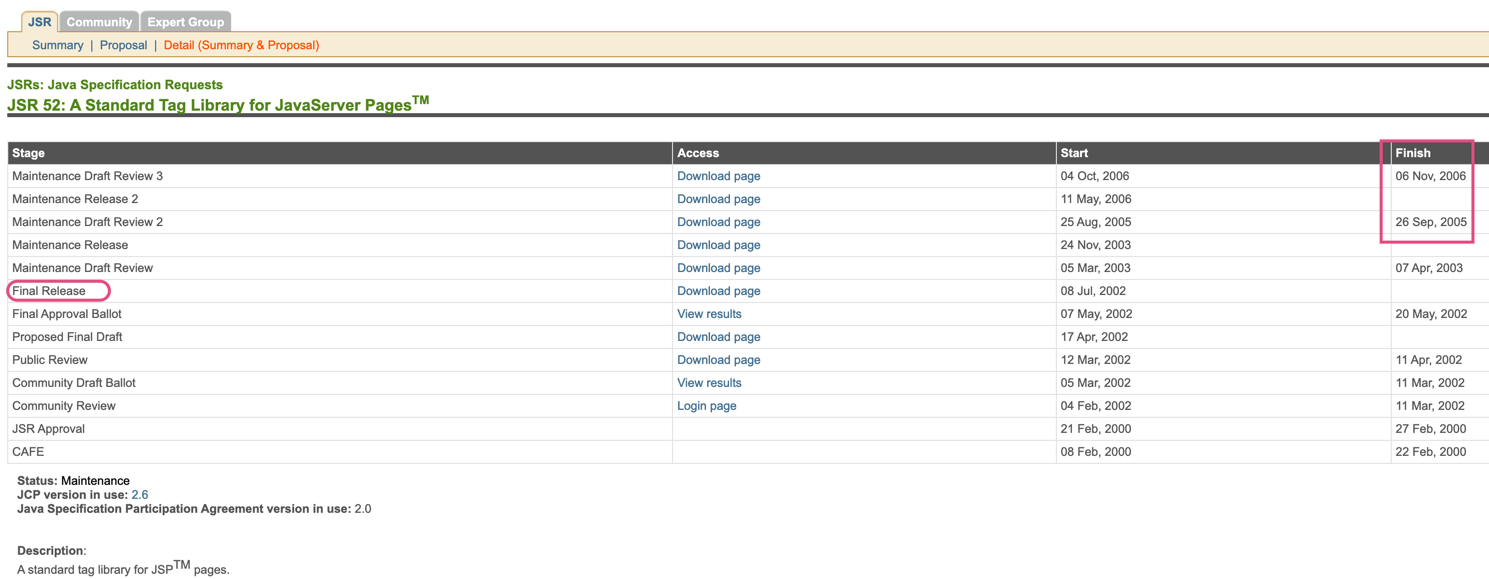 JSR Community Expert Group
Summary | Proposal | Detail (Summary & Proposal)
JSRs: Java Specification Requests
JSR 52: A Standard Tag Library for JavaServer Pages™
Stage Access Start Finish
Maintenance Draft Review 3 Download page 04 Oct, 2006 06 Nov, 2006
Maintenance Release 2 Download page 11 May, 2006
Maintenance Draft Review 2 Download page 25 Aug, 2005 26 Sep, 2005
Maintenance Release Download page 24 Nov, 2003
Maintenance Draft Review Download page 05 Mar, 2003 07 Apr, 2003
Final Release Download page 08 Jul, 2002
Final Approval Ballot View results 07 May, 2002 20 May, 2002
Proposed Final Draft Download page 17 Apr, 2002
Public Review Download page 12 Mar, 2002 11 Apr, 2002
Community Draft Ballot View results 05 Mar, 2002 11 Mar, 2002
Community Review Login page 04 Feb, 2002 11 Mar, 2002
JSR Approval 21 Feb, 2000 27 Feb, 2000
CAFE 08 Feb, 2000 22 Feb, 2000
Status: Maintenance
JCP version in use: 2.6
Java Specification Participation Agreement version in use: 2.0
Description:
A standard tag library for JSP™ pages.